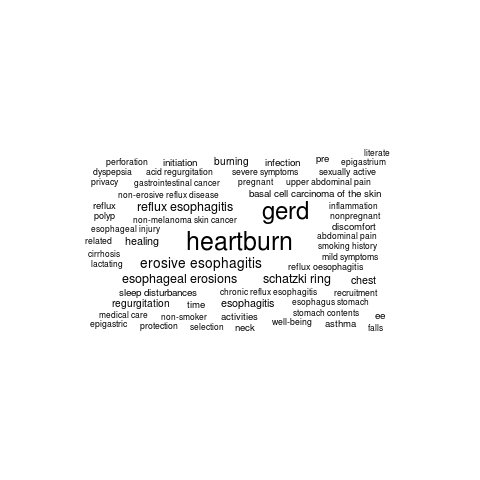 literate
perforation initiation burning infection pre epigastrium
dyspepsia acid regurgitation severe symptoms sexually active
privacy gastrointestinal cancer pregnant upper abdominal pain
non-erosive reflux disease basal cell carcinoma of the skin
reflux reflux esophagitis gerd inflammation
polyp non-melanoma skin cancer nonpregnant
esophageal injury discomfort
related healing heartburn abdominal pain
smoking history
cirrhosis mild symptoms
lactating erosive esophagitis reflux oesophagitis
esophageal erosions schatzki ring chest
sleep disturbances chronic reflux esophagitis recruitment
regurgitation time esophagitis esophagus stomach
medical care non-smoker activities stomach contents ee
epigastric protection selection neck well-being asthma falls